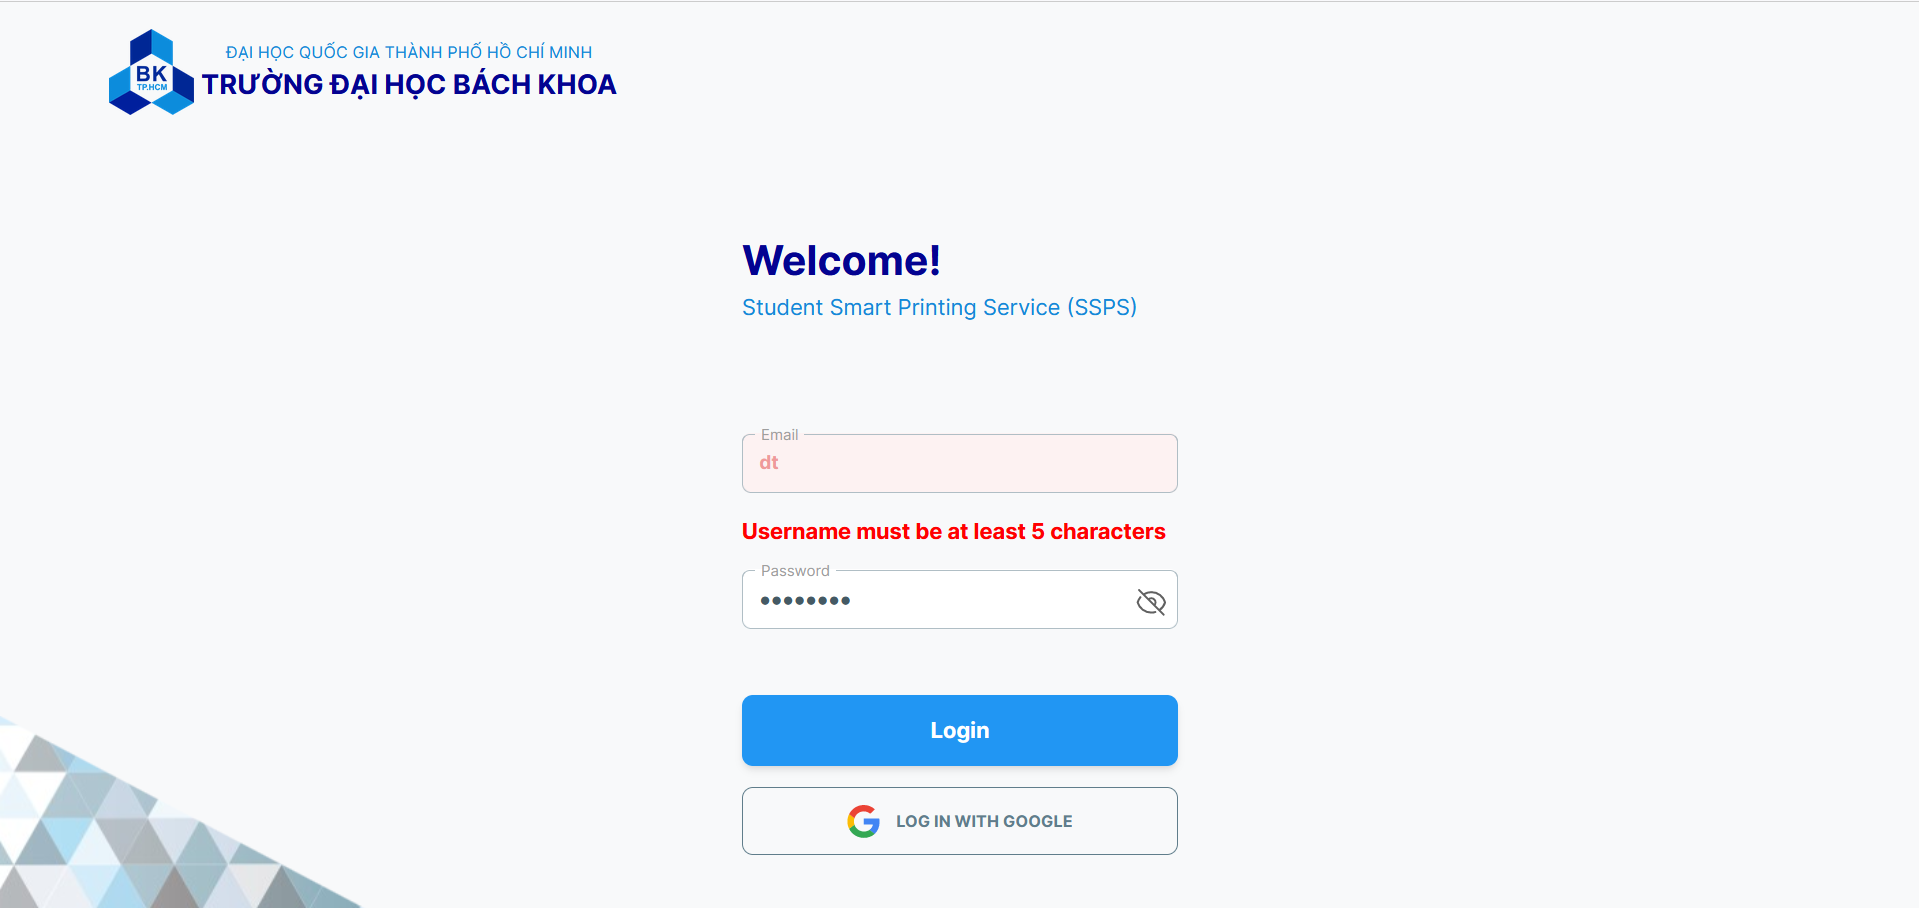 BK
TP.HCM
ĐẠI HỌC QUỐC GIA THÀNH PHỐ HỒ CHÍ MINH
TRƯỜNG ĐẠI HỌC BÁCH KHOA
Welcome!
Student Smart Printing Service (SSPS)
Email
dt
Username must be at least 5 characters
Password
••••••••
Login
LOG IN WITH GOOGLE